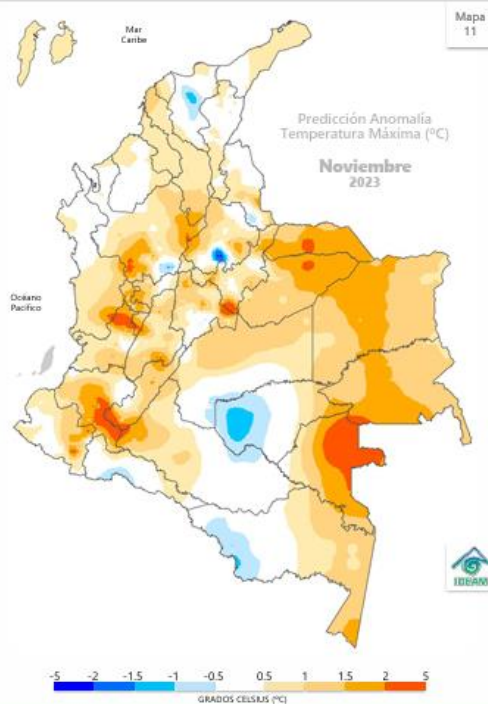 Mapa
11
Mar
Caribe
Predicción Anomalía
Temperatura Máxima (ºC)
Noviembre
2023
Océano
Pacífico
IDEAM
-5 -2 -1.5 -1 -0.5 0.5 1 1.5 2 5
GRADOS CELSIUS (ºC)